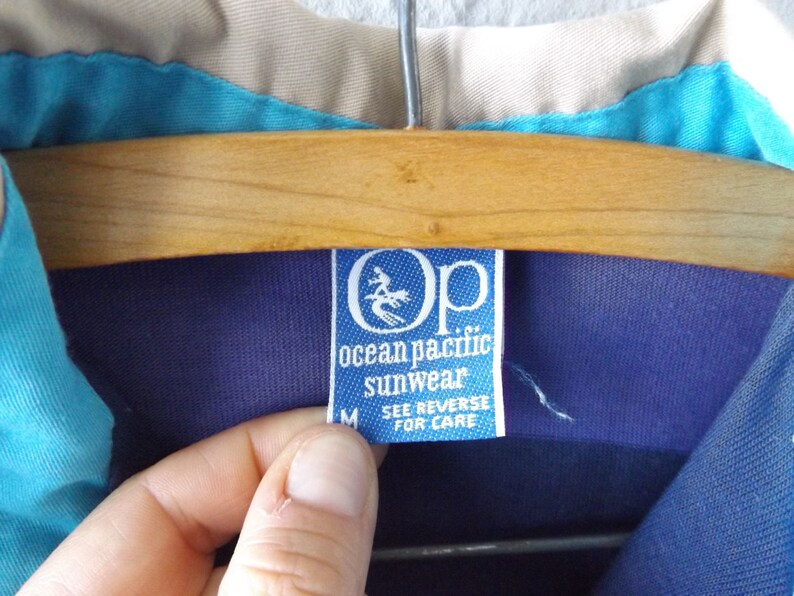 Op
ocean pacific
sunwear
M SEE REVERSE
FOR CARE